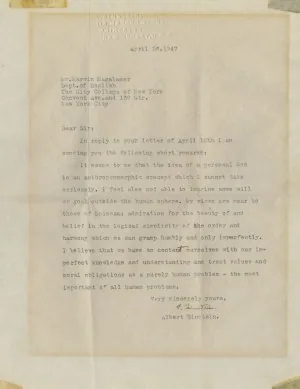 April 26,1947
Mr.Marvin Magalaner
Dept.of English
The City College of New York
Convent Ave.and 139 Str.
New York City
Dear Sir:
In reply to your letter of April 18th I am
sending you the following short remarks:
It seems to me that the idea of a personal God
is an anthropomorphic concept which I cannot take
seriously. I feel also not able to imagine some will
or goal outside the human sphere. My views are near to
those of Spinoza: admiration for the beauty of and
belief in the logical simplicity of the order and
harmony which we can grasp humbly and only imperfectly.
I believe that we have to content ourselves with our im-
perfect knowledge and understanding and treat values and
moral obligations as a purely human problem - the most
important of all human problems.
Very sincerely yours,
Albert Einstein.